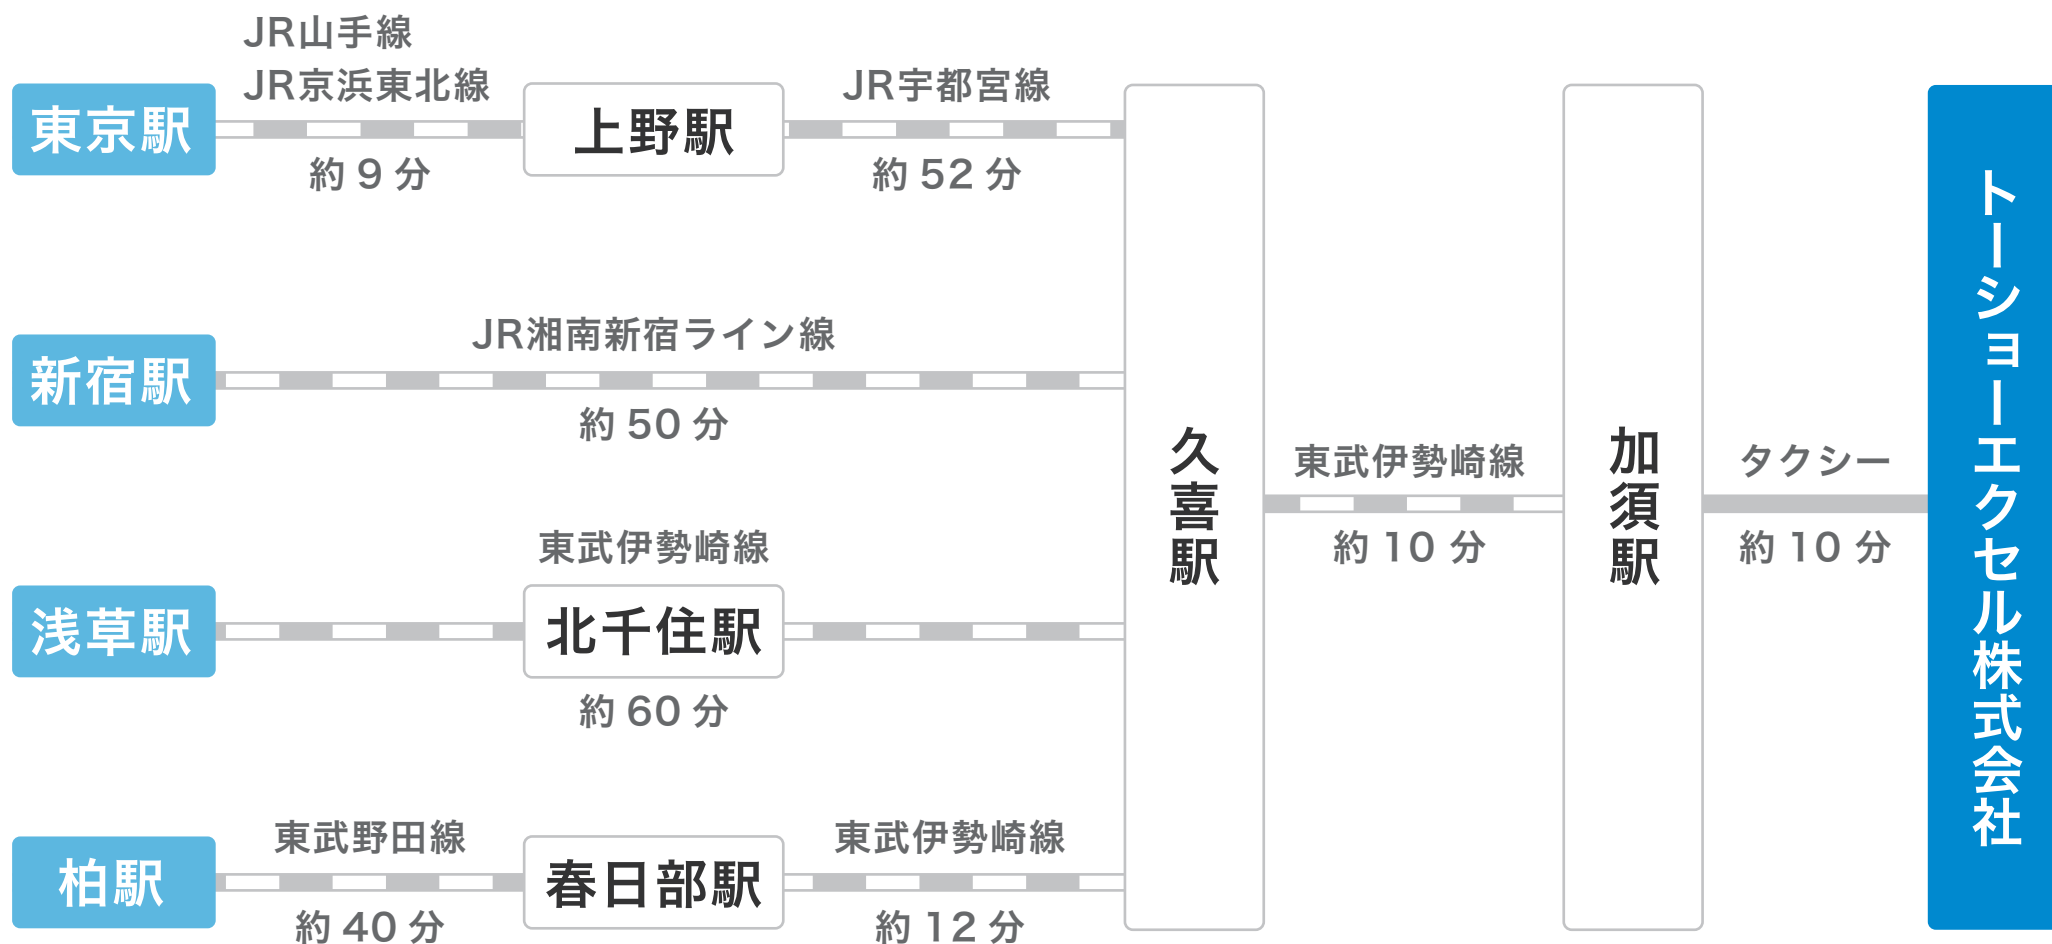 JR山手線
JR京浜東北線
東京駅
約 9 分
上野駅
JR宇都宮線
約 52 分
新宿駅
JR湘南新宿ライン線
約 50 分
浅草駅
東武伊勢崎線
北千住駅
約 60 分
柏駅
東武野田線
約 40 分
春日部駅
東武伊勢崎線
約 12 分
久喜駅
東武伊勢崎線
約 10 分
加須駅
タクシー
約 10 分
トーショーエクセル株式会社